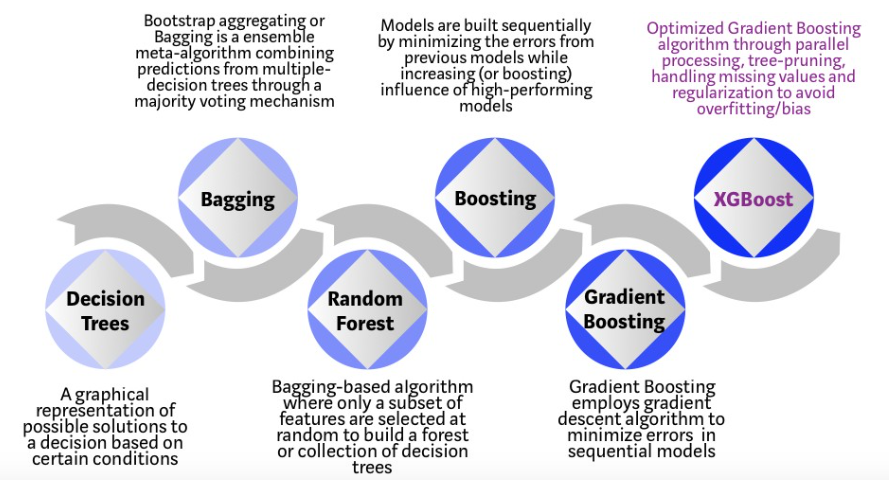 Bootstrap aggregating or
Bagging is a ensemble
meta-algorithm combining
predictions from multiple-
decision trees through a
majority voting mechanism
Models are built sequentially
by minimizing the errors from
previous models while
increasing (or boosting)
influence of high-performing
models
Optimized Gradient Boosting
algorithm through parallel
processing, tree-pruning,
handling missing values and
regularization to avoid
overfitting/bias
Bagging
Boosting
XGBoost
Decision
Trees
Random
Forest
Gradient
Boosting
A graphical
representation of
possible solutions to
a decision based on
certain conditions
Bagging-based algorithm
where only a subset of
features are selected at
random to build a forest
or collection of decision
trees
Gradient Boosting
employs gradient
descent algorithm to
minimize errors in
sequential models